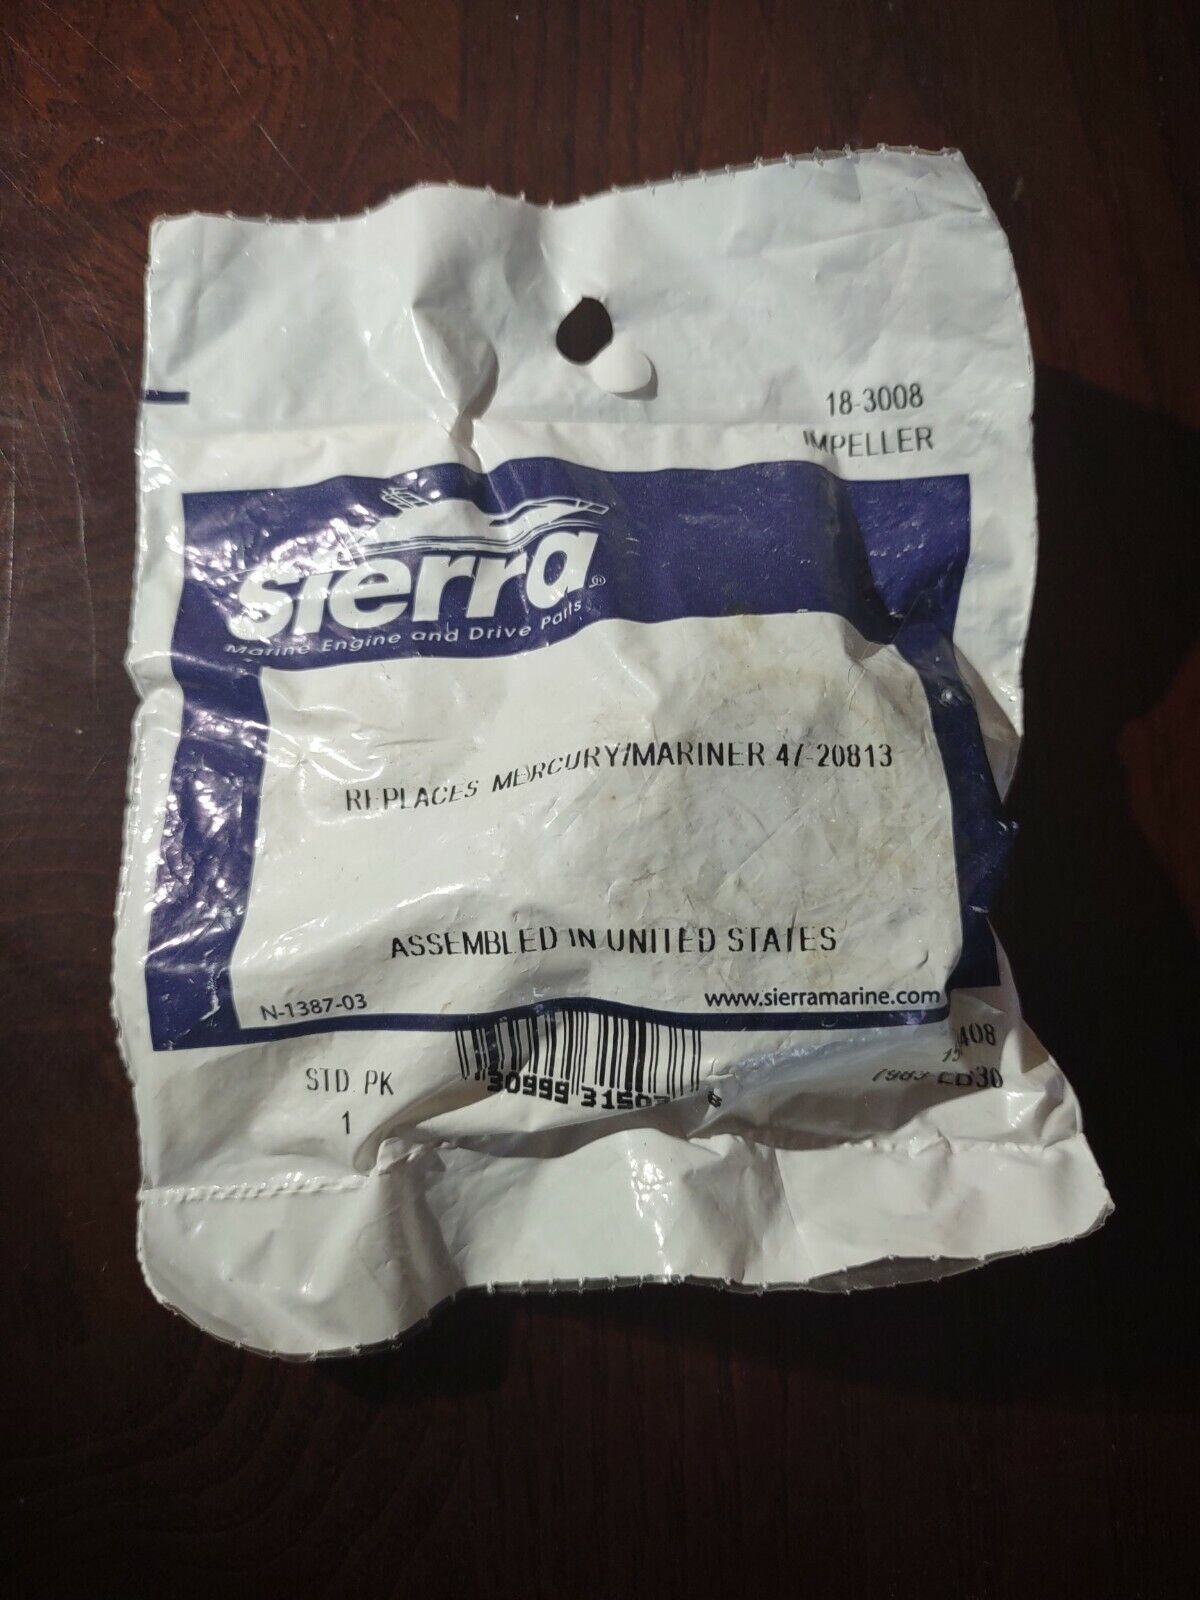 18-3008
IMPELLER
sierra®
Marine Engine and Drive Parts
REPLACES MERCURY/MARINER 47-20813
ASSEMBLED IN UNITED STATES
N-1387-03
www.sierramarine.com
STD. PK
1
30999